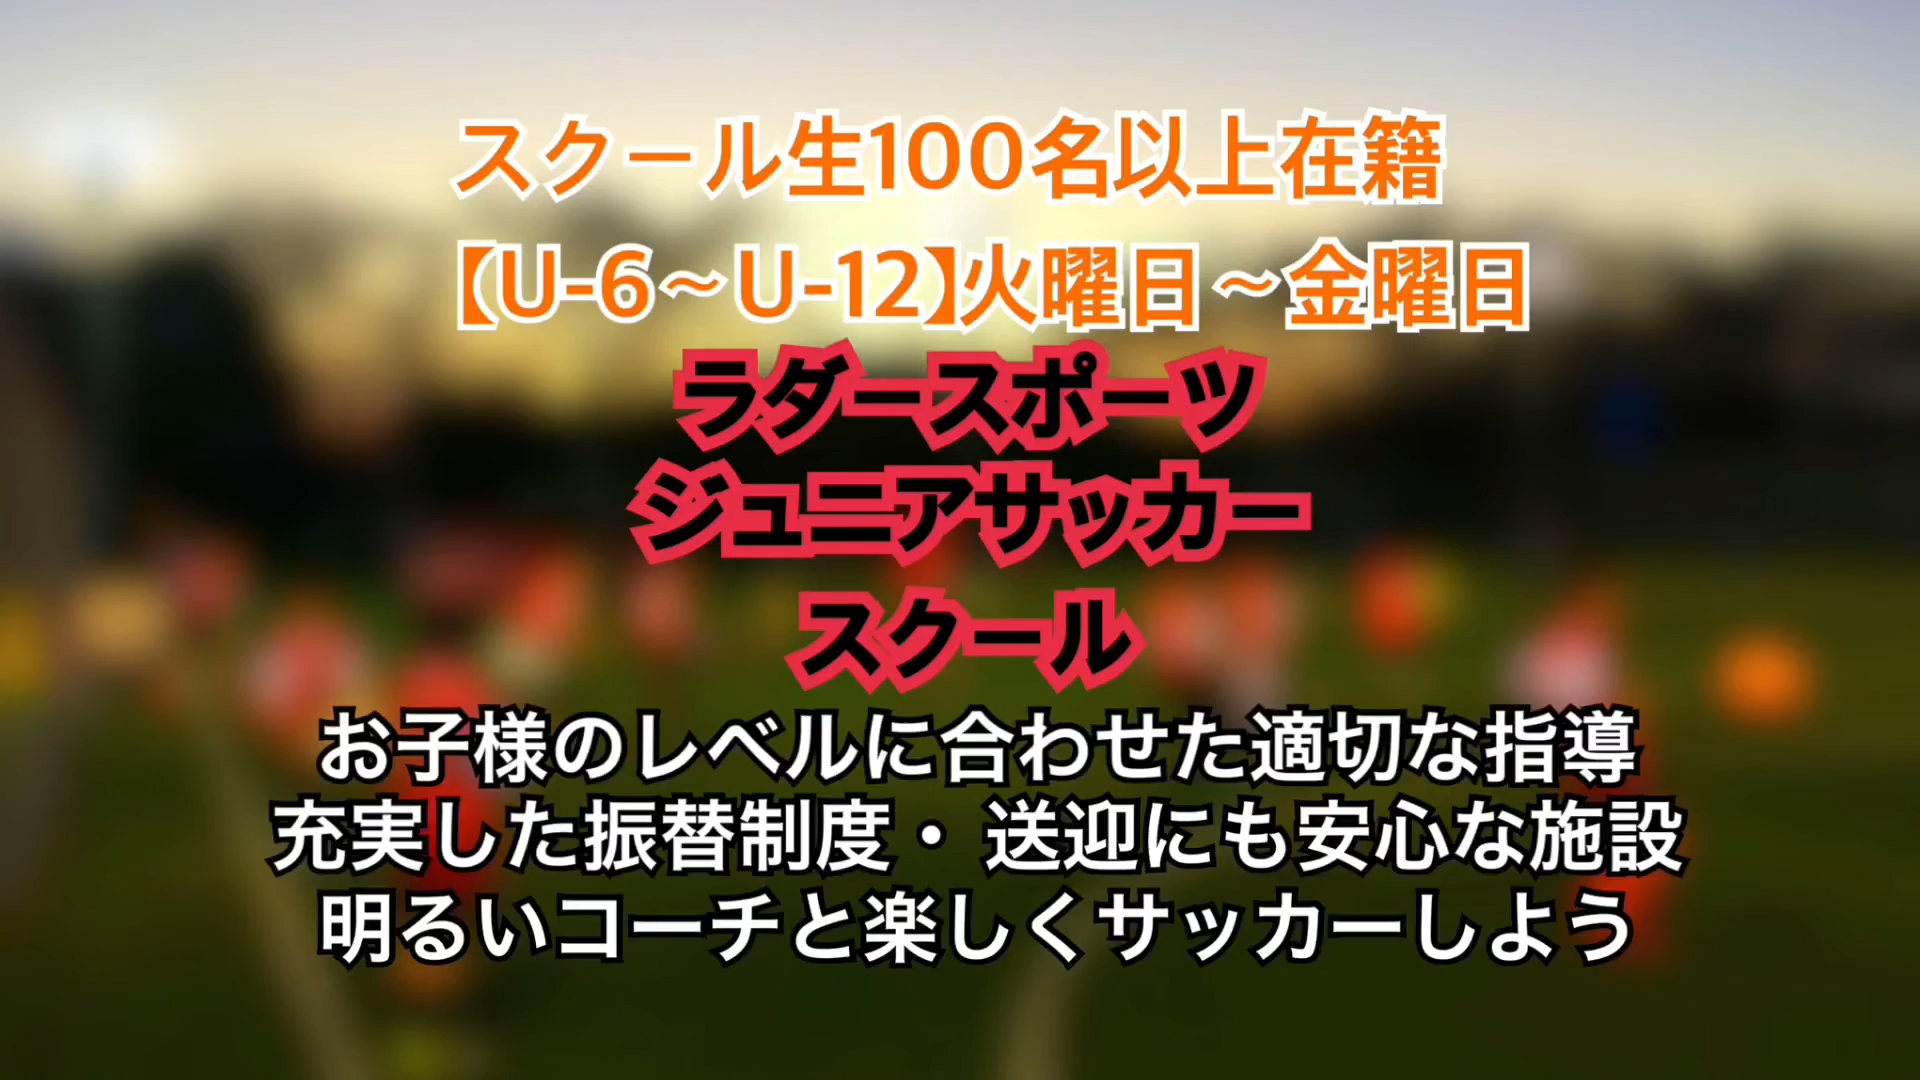 スクール生100名以上在籍
【U-6～U-12】火曜日～金曜日
ラダースポーツ
ジュニアサッカー
スクール
お子様のレベルに合わせた適切な指導
充実した振替制度・送迎にも安心な施設
明るいコーチと楽しくサッカーしよう